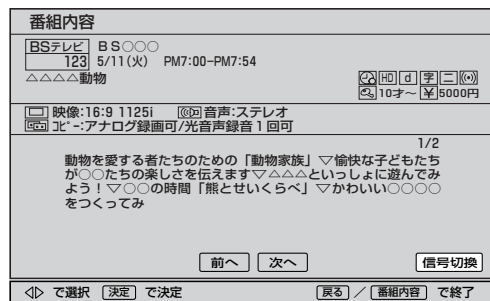 番組内容
BSテレビ BS○○○
123 5/11(火) PM7:00−PM7:54
△△△△動物
HD d 字 二
10才〜 ¥5000円
映像:16:9 1125i 音声:ステレオ
コピー:アナログ録画可/光音声録音1回可
1/2
動物を愛する者たちのための「動物家族」▽愉快な子どもたち
が○○たちの楽しさを伝えます▽△△△といっしょに遊んでみ
よう!▽○○の時間「熊とせいくらべ」▽かわいい○○○○
をつくってみ
前へ 次へ 信号切換
で選択 決定 で決定 戻る / 番組内容 で終了